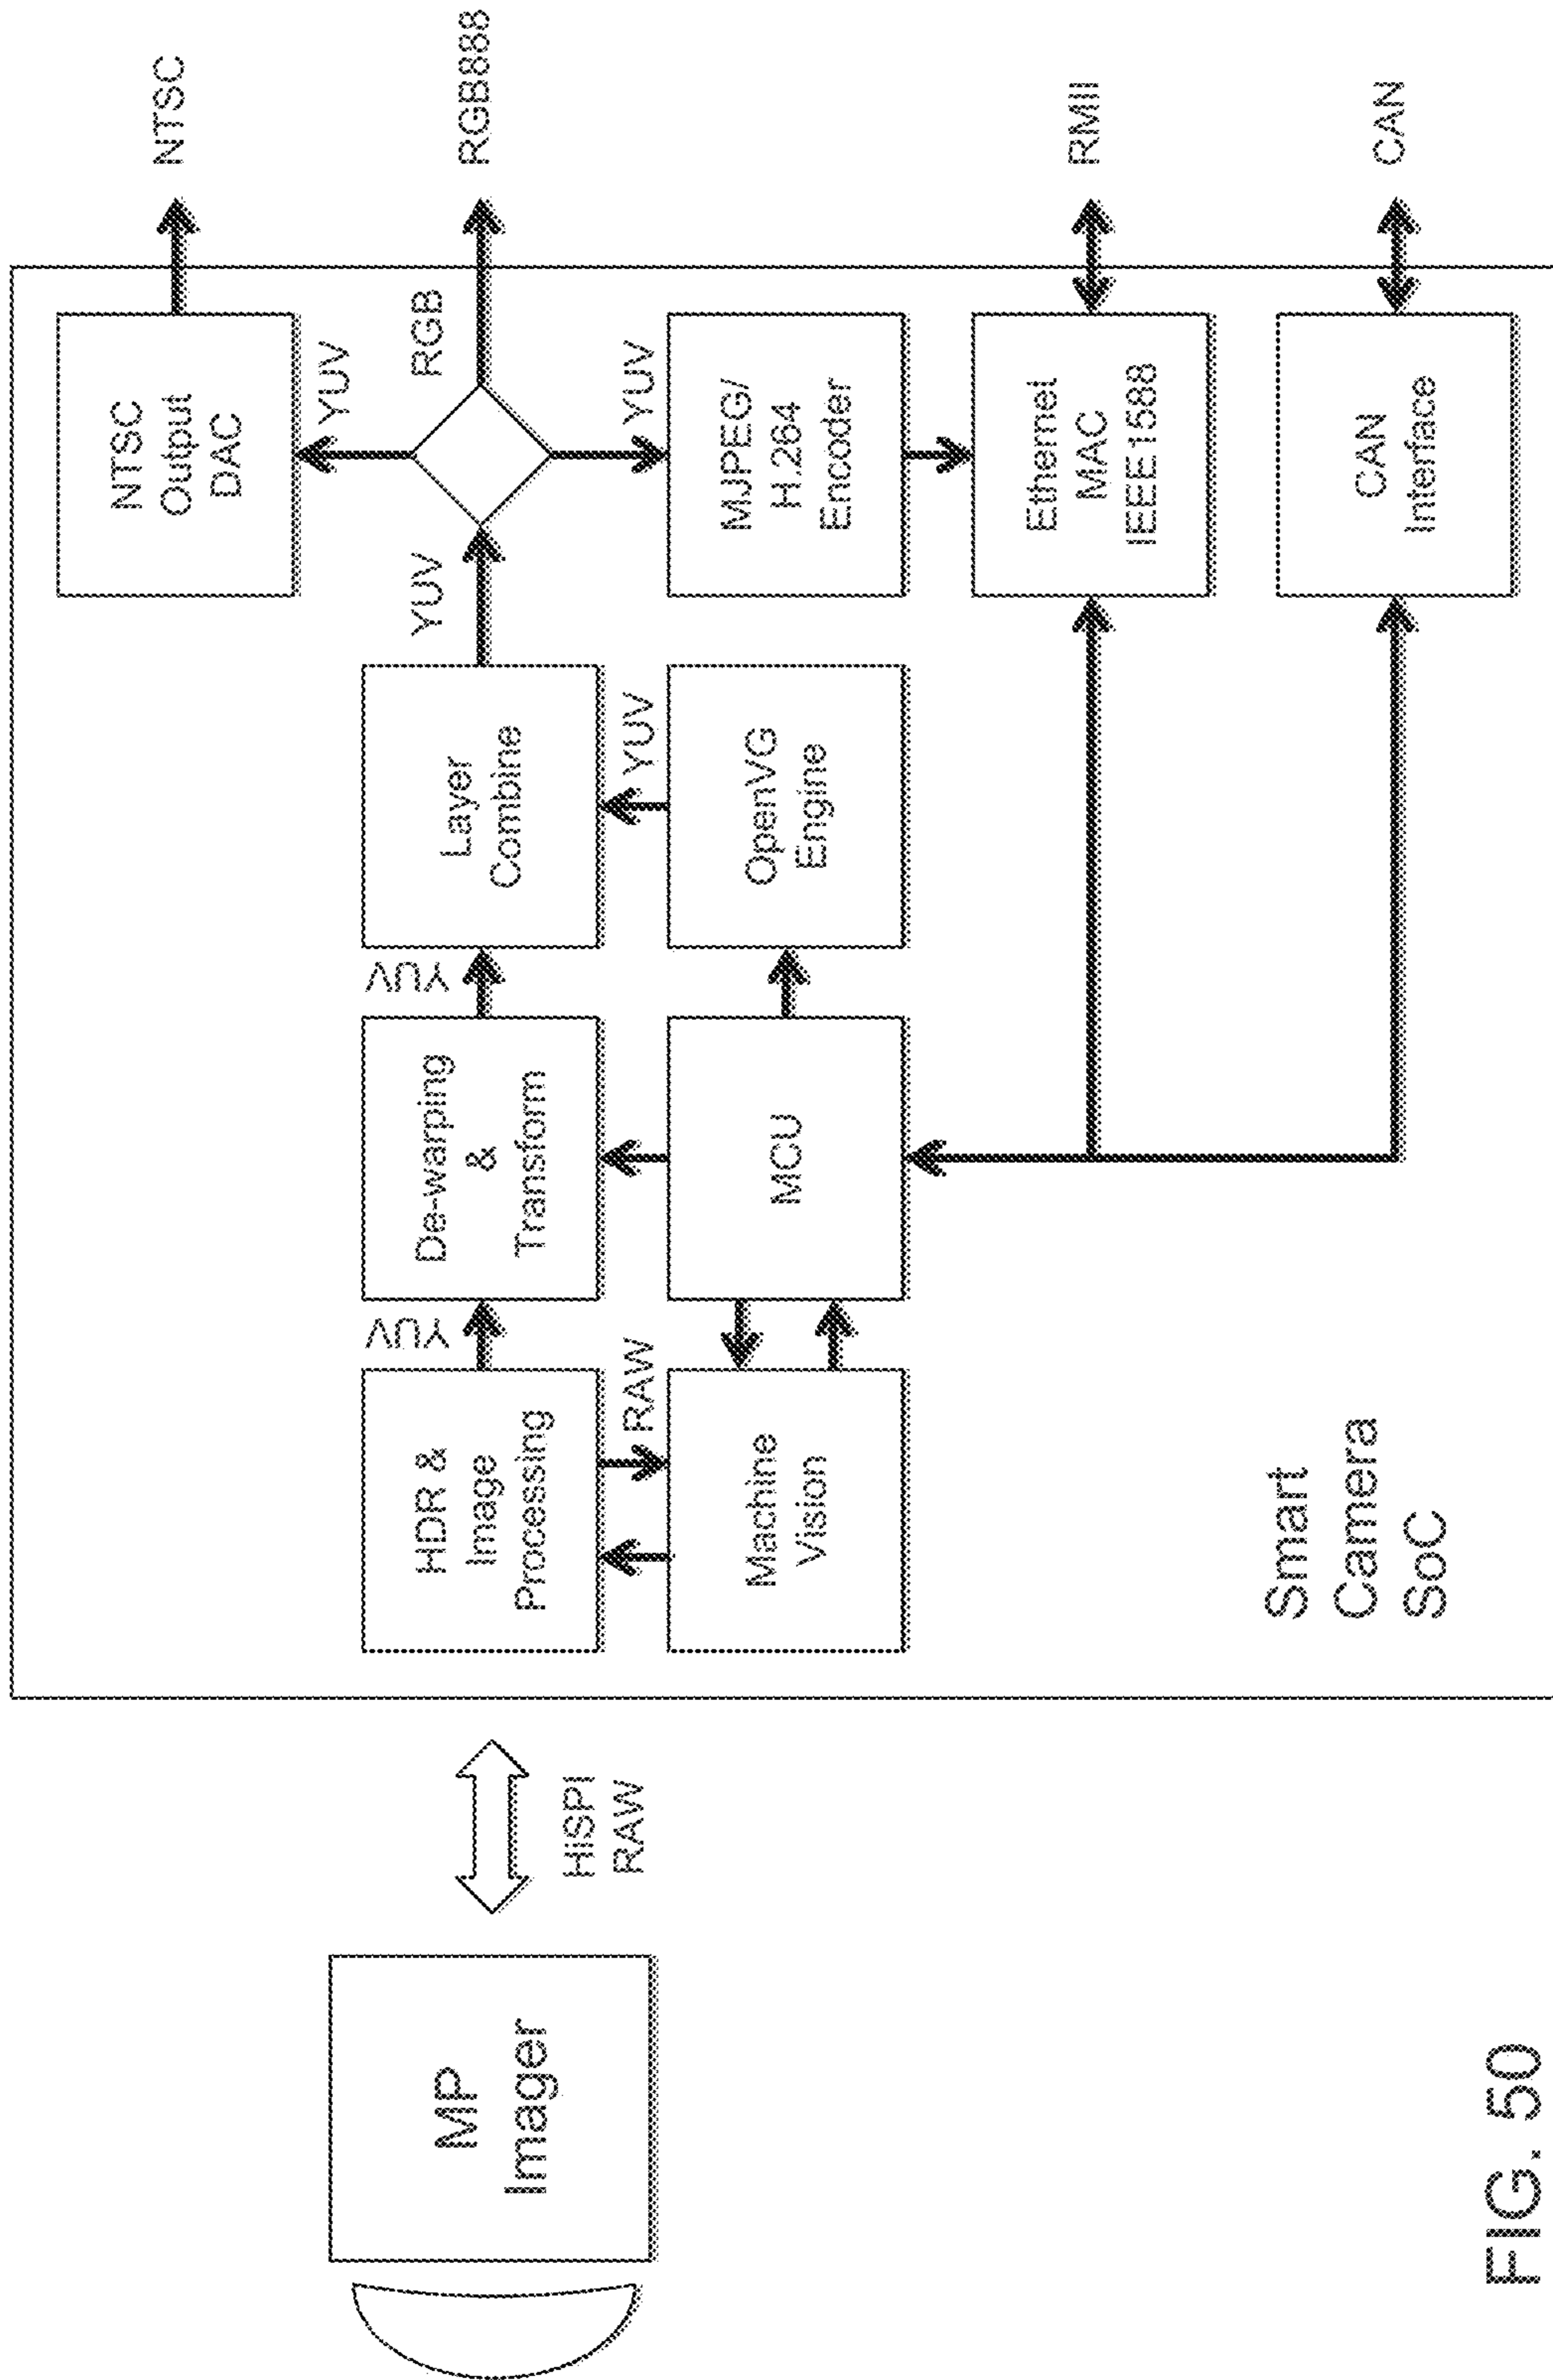 MP
Imager
HiSPI
RAW
HDR &
Image
Processing
YUV
De-warping
&
Transform
YUV
Layer
Combine
YUV
RGB
RGB888
YUV
NTSC
Output
DAC
NTSC
RAW
Machine
Vision
MCU
OpenVG
Engine
YUV
YUV
MJPEG/
H.264
Encoder
Ethernet
MAC
IEEE1588
RMII
CAN
Interface
CAN
Smart
Camera
SoC
FIG. 50